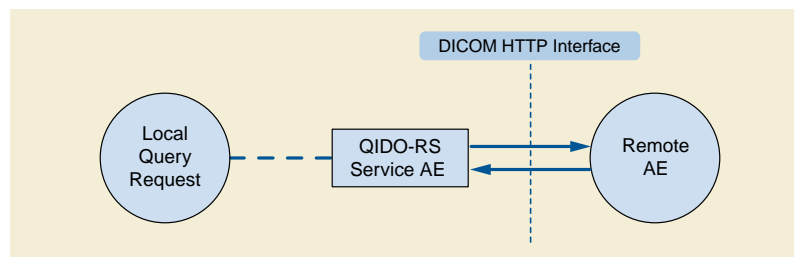 DICOM HTTP Interface
Local
Query
Request
QIDO-RS
Service AE
Remote
AE